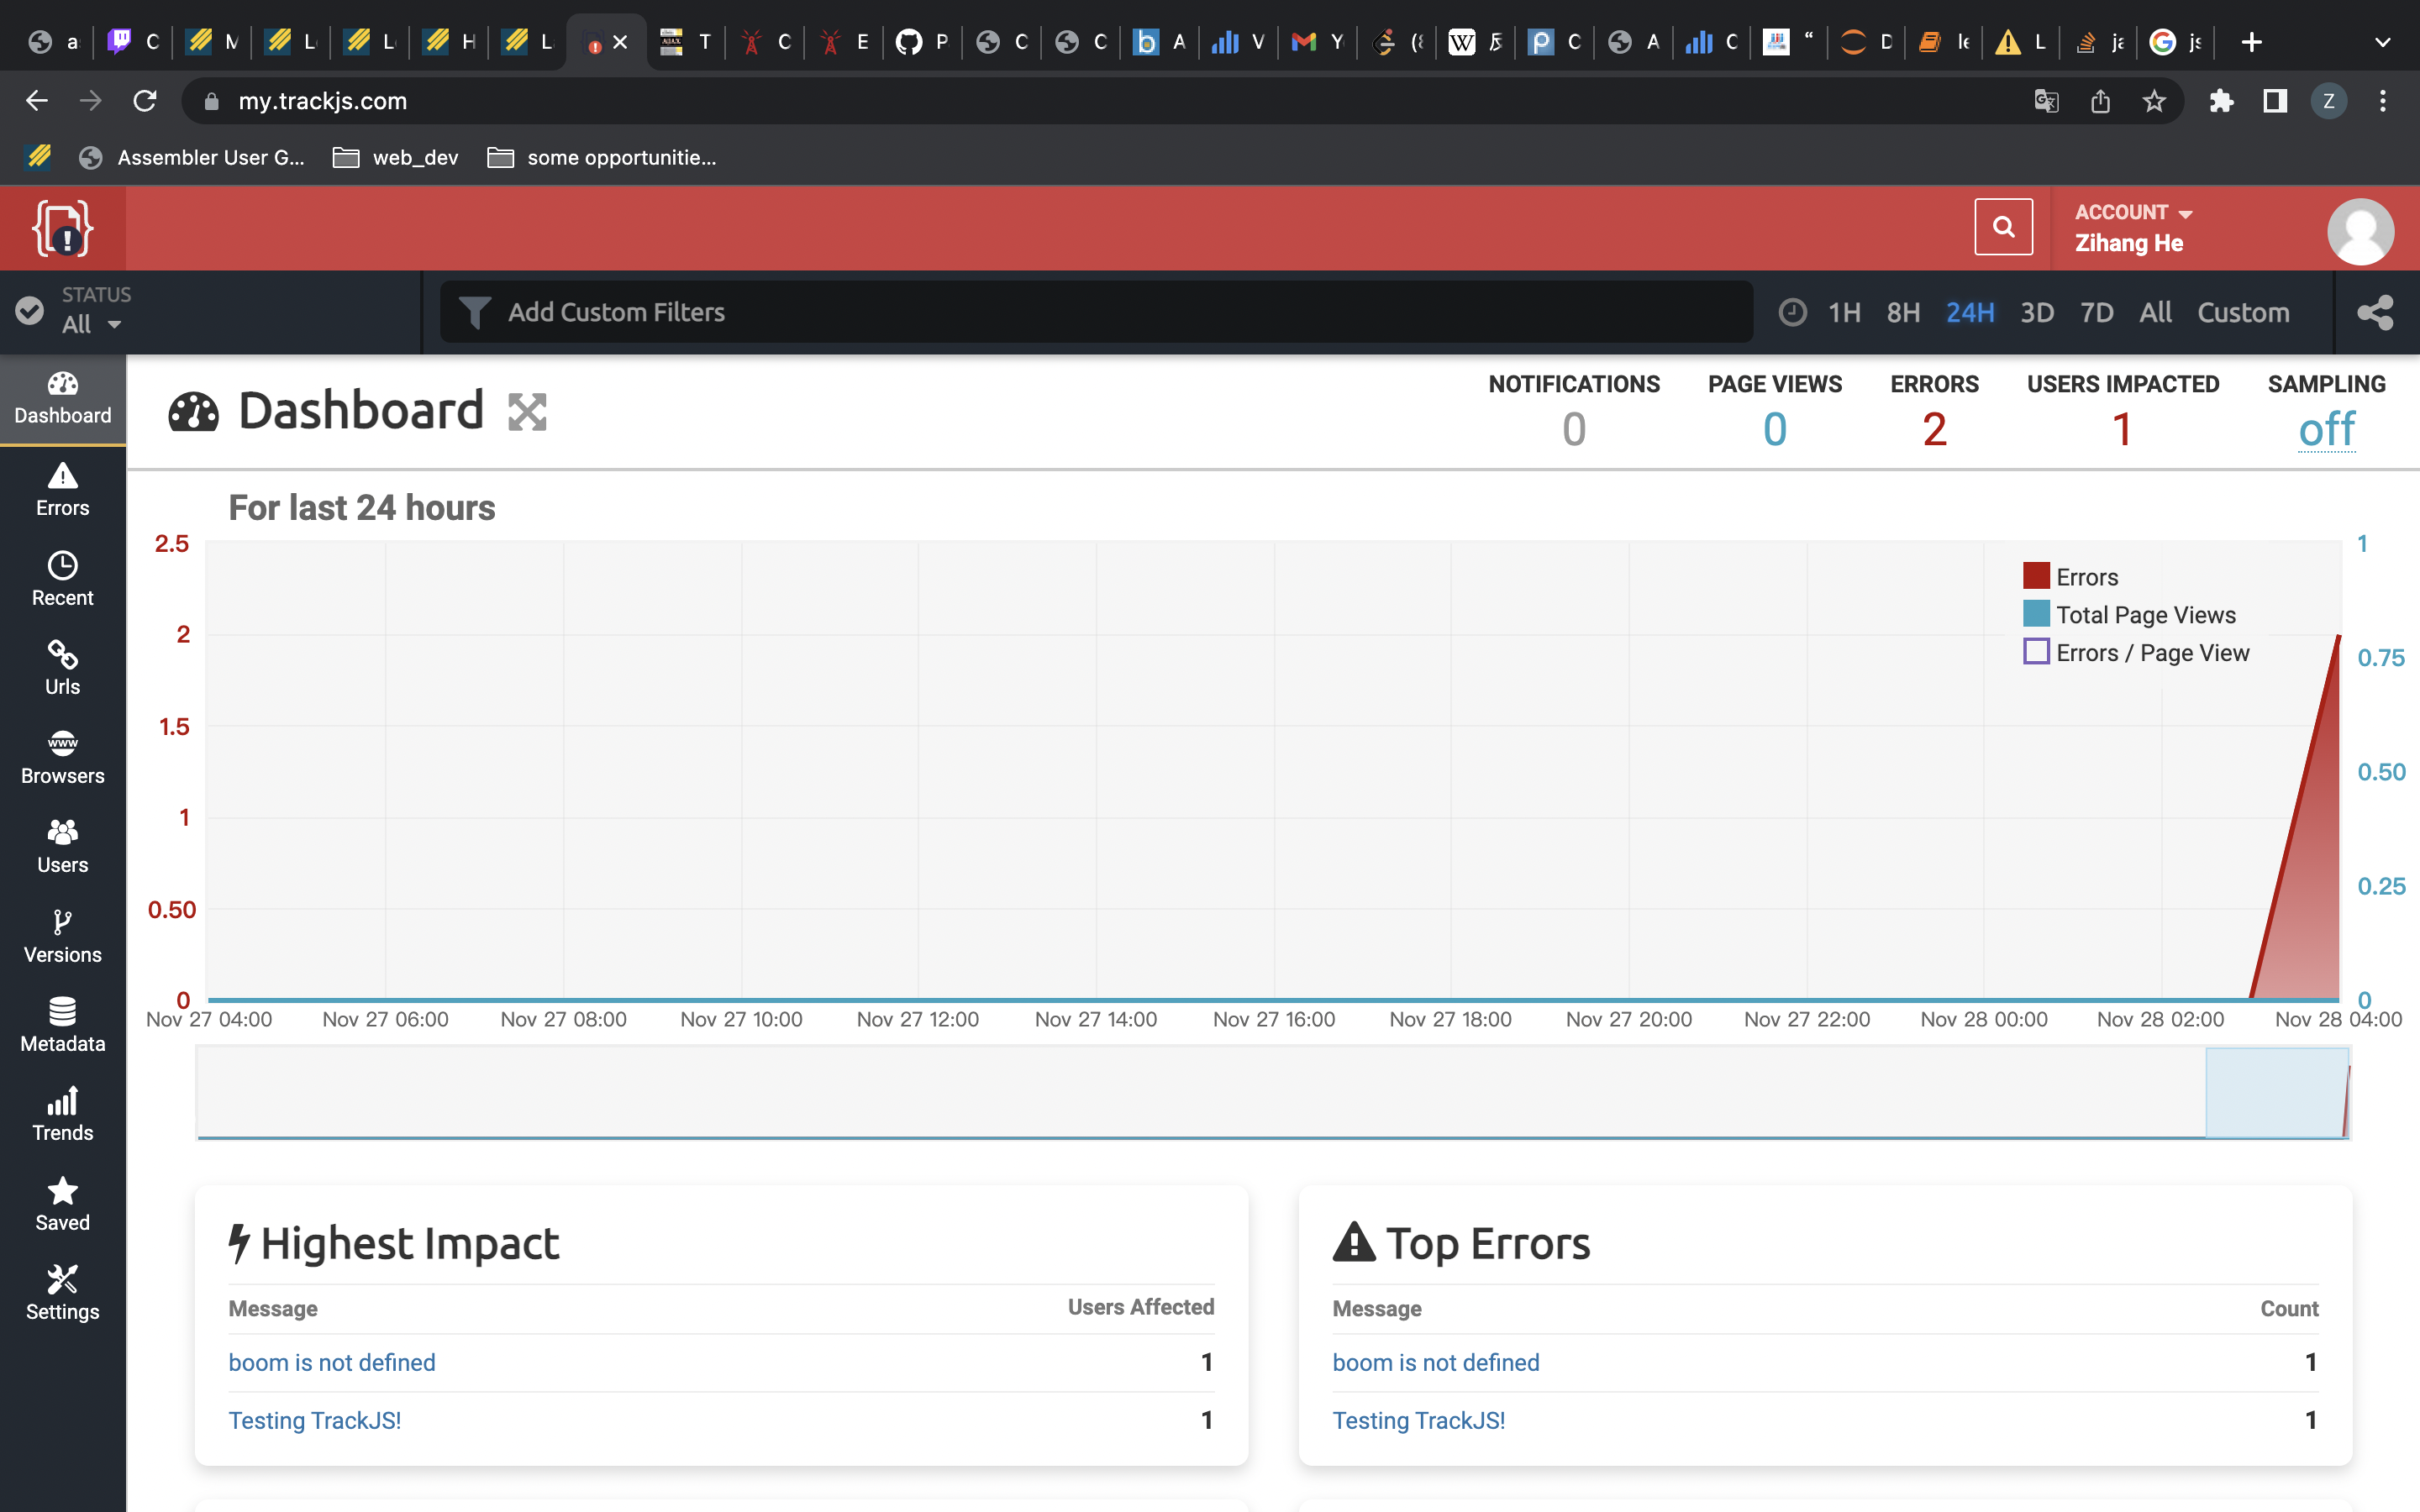 a C M L L H L T C E P C C A V Y (8 C A C “ D le L ja js
my.trackjs.com Z
Assembler User G... web_dev some opportunitie...
ACCOUNT
Zihang He
STATUS
All
Add Custom Filters
1H 8H 24H 3D 7D All Custom
Dashboard
Errors
Recent
Urls
Browsers
Users
Versions
Metadata
Trends
Saved
Settings
Dashboard
NOTIFICATIONS PAGE VIEWS ERRORS USERS IMPACTED SAMPLING
0 0 2 1 off
For last 24 hours
2.5
2
1.5
1
0.50
0
1
0.75
0.50
0.25
0
Errors
Total Page Views
Errors / Page View
Nov 27 04:00 Nov 27 06:00 Nov 27 08:00 Nov 27 10:00 Nov 27 12:00 Nov 27 14:00 Nov 27 16:00 Nov 27 18:00 Nov 27 20:00 Nov 27 22:00 Nov 28 00:00 Nov 28 02:00 Nov 28 04:00
Highest Impact
Message Users Affected
boom is not defined 1
Testing TrackJS! 1
Top Errors
Message Count
boom is not defined 1
Testing TrackJS! 1